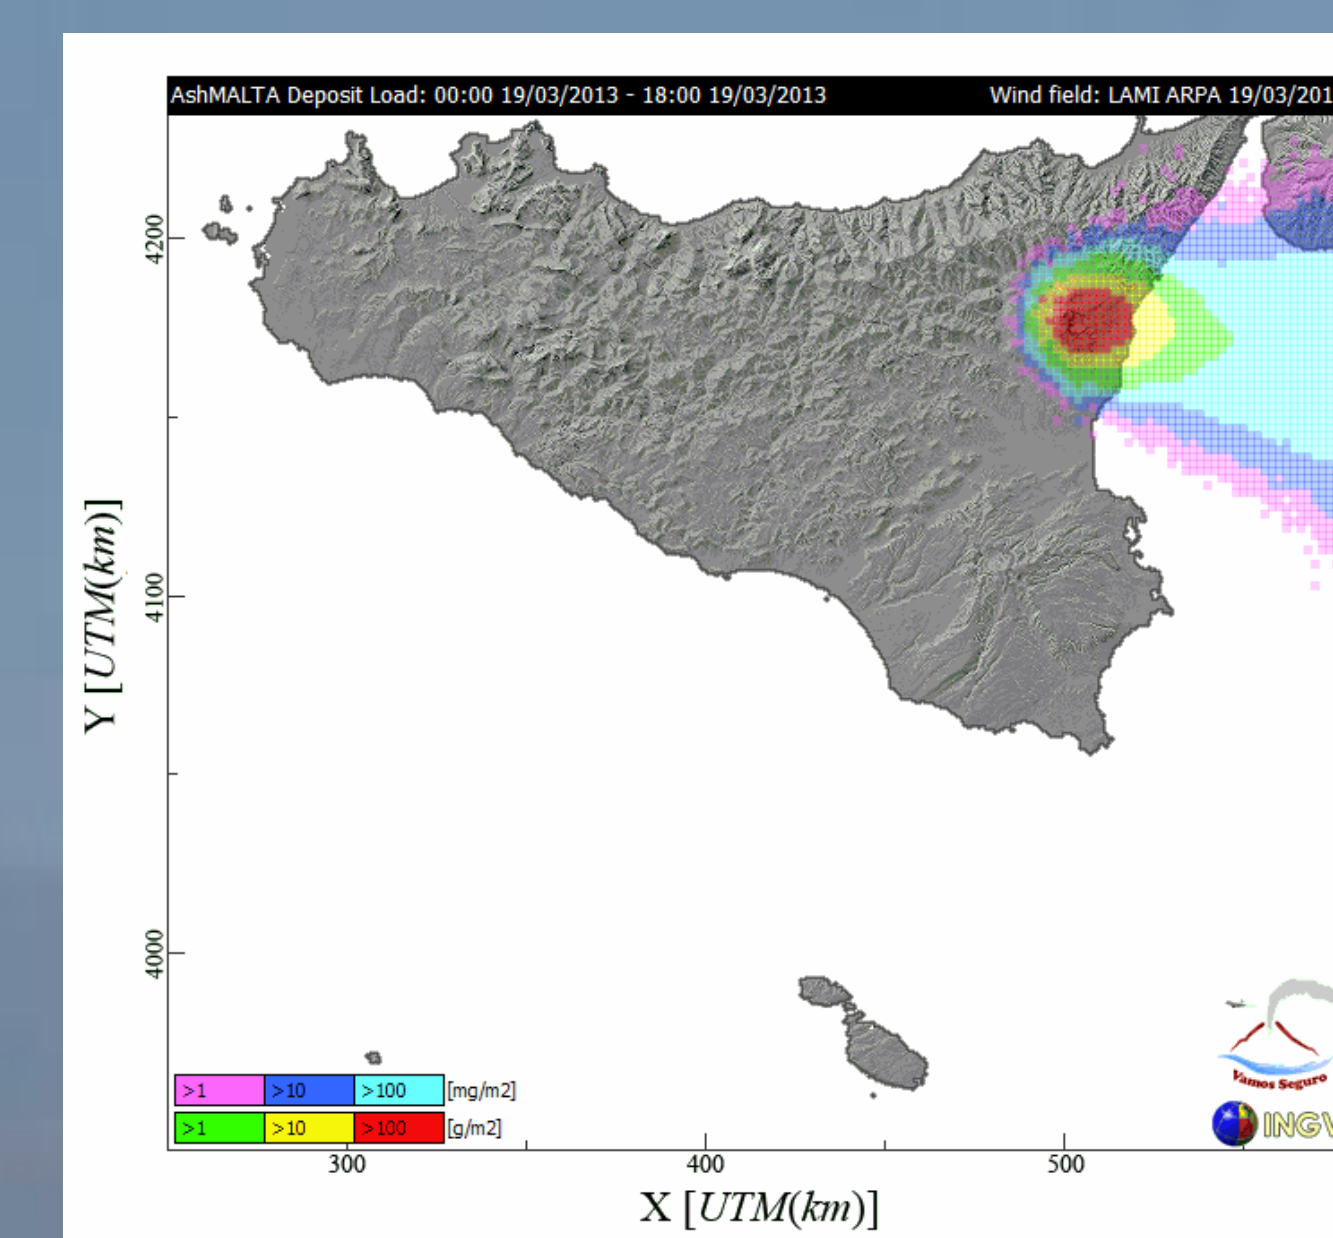 AshMALTA Deposit Load: 00:00 19/03/2013 - 18:00 19/03/2013
Wind field: LAMI ARPA 19/03/201
4200
4100
4000
Y [UTM(km)]
>1 >10 >100 [mg/m2]
>1 >10 >100 [g/m2]
Vamos Seguro
INGV
300 400 500
X [UTM(km)]